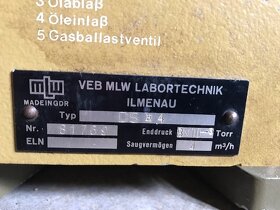 3 Ölablaß
4 Öleinlaß
5 Gasballastventil
mlw
MADE IN GDR
VEB MLW LABORTECHNIK
ILMENAU
Typ
Nr. 81768 Enddruck Torr
ELN Saugvermögen m³/h